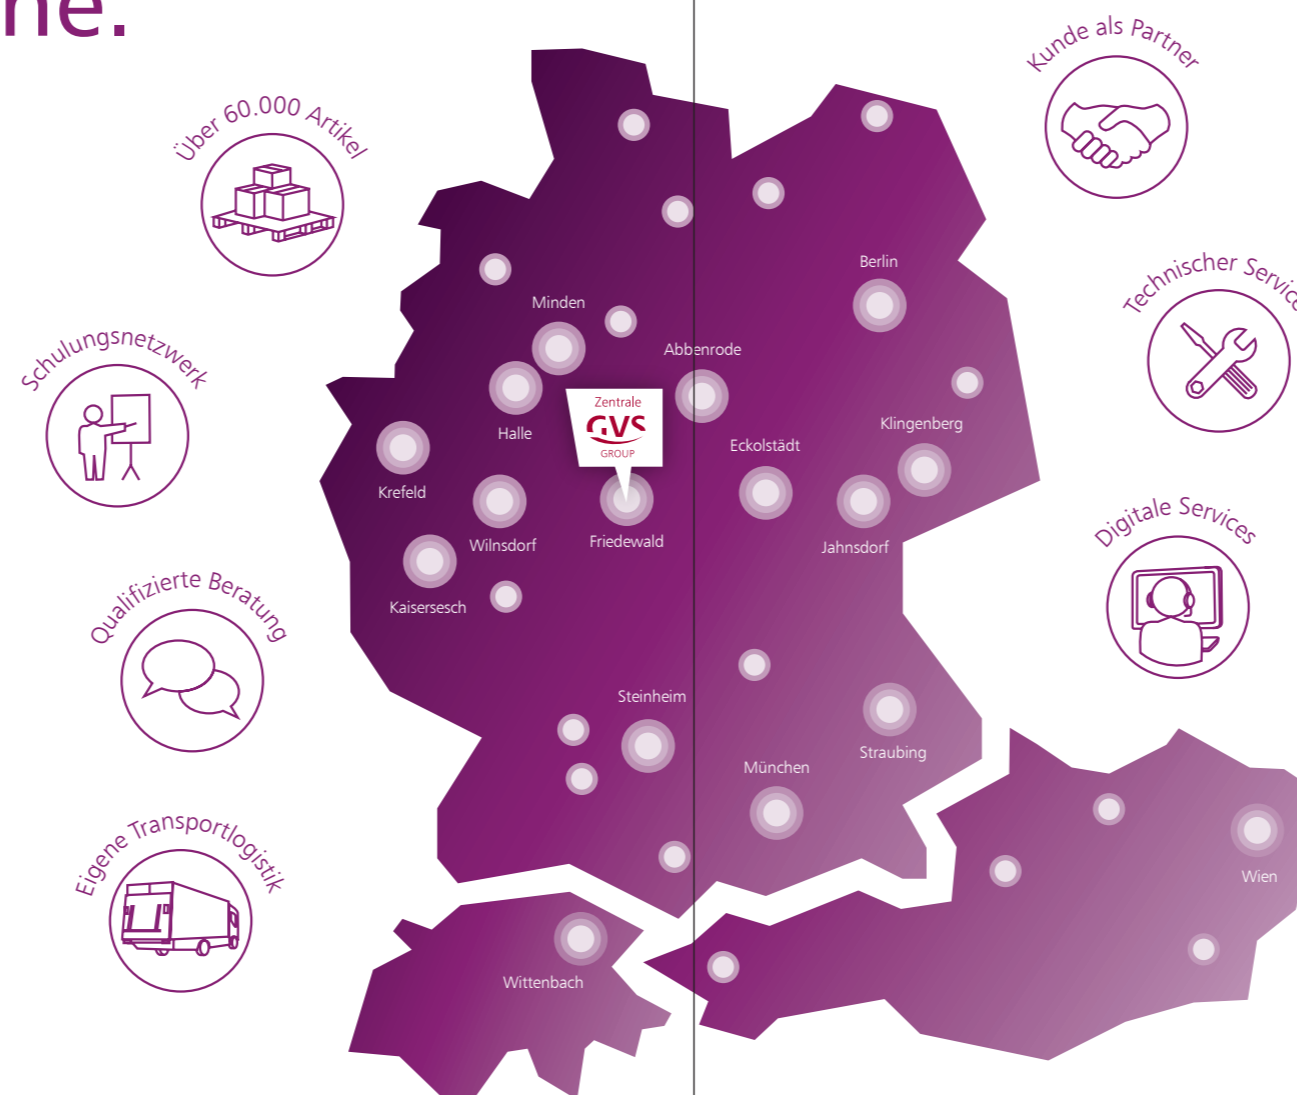 ne.
Über 60.000 Artikel
Kunde als Partner
Schulungsnetzwerk
Technischer Service
Qualifizierte Beratung
Digitale Services
Eigene Transportlogistik
Berlin
Minden
Abbenrode
Halle
Zentrale
GVS
GROUP
Klingenberg
Eckolstädt
Krefeld
Wilnsdorf
Friedewald
Jahnsdorf
Kaisersesch
Steinheim
Straubing
München
Wien
Wittenbach